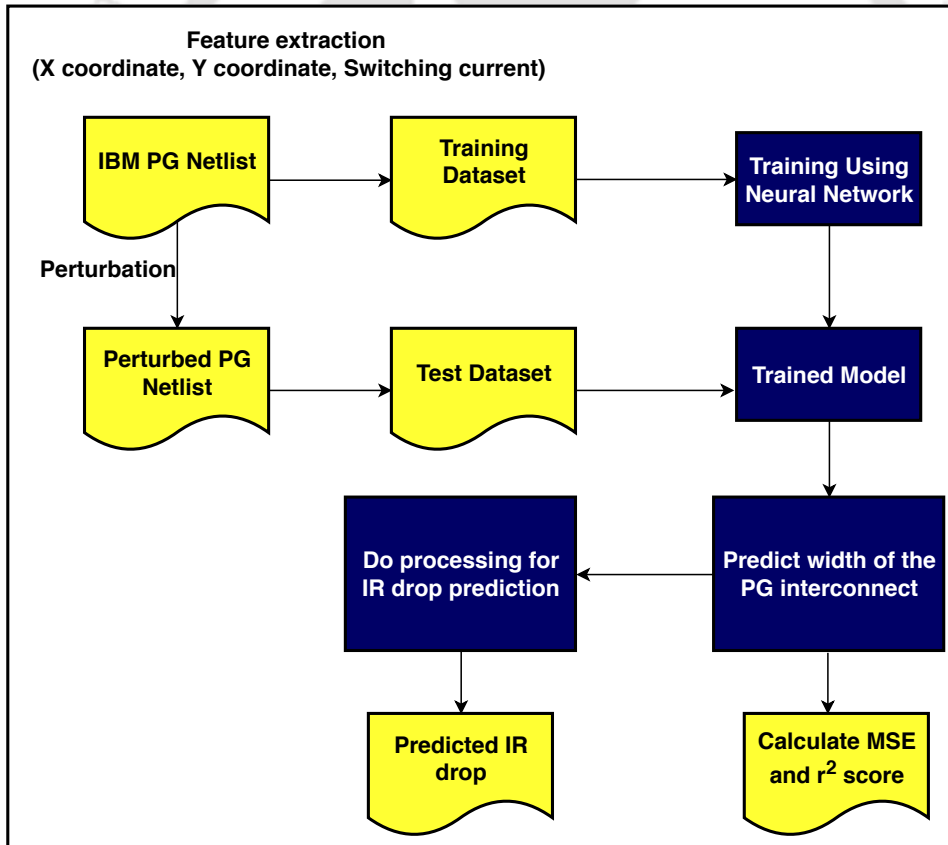 Feature extraction
(X coordinate, Y coordinate, Switching current)
IBM PG Netlist
Training
Dataset
Training Using
Neural Network
Perturbation
Perturbed PG
Netlist
Test Dataset
Trained Model
Do processing for
IR drop prediction
Predict width of the
PG interconnect
Predicted IR
drop
Calculate MSE
and r² score